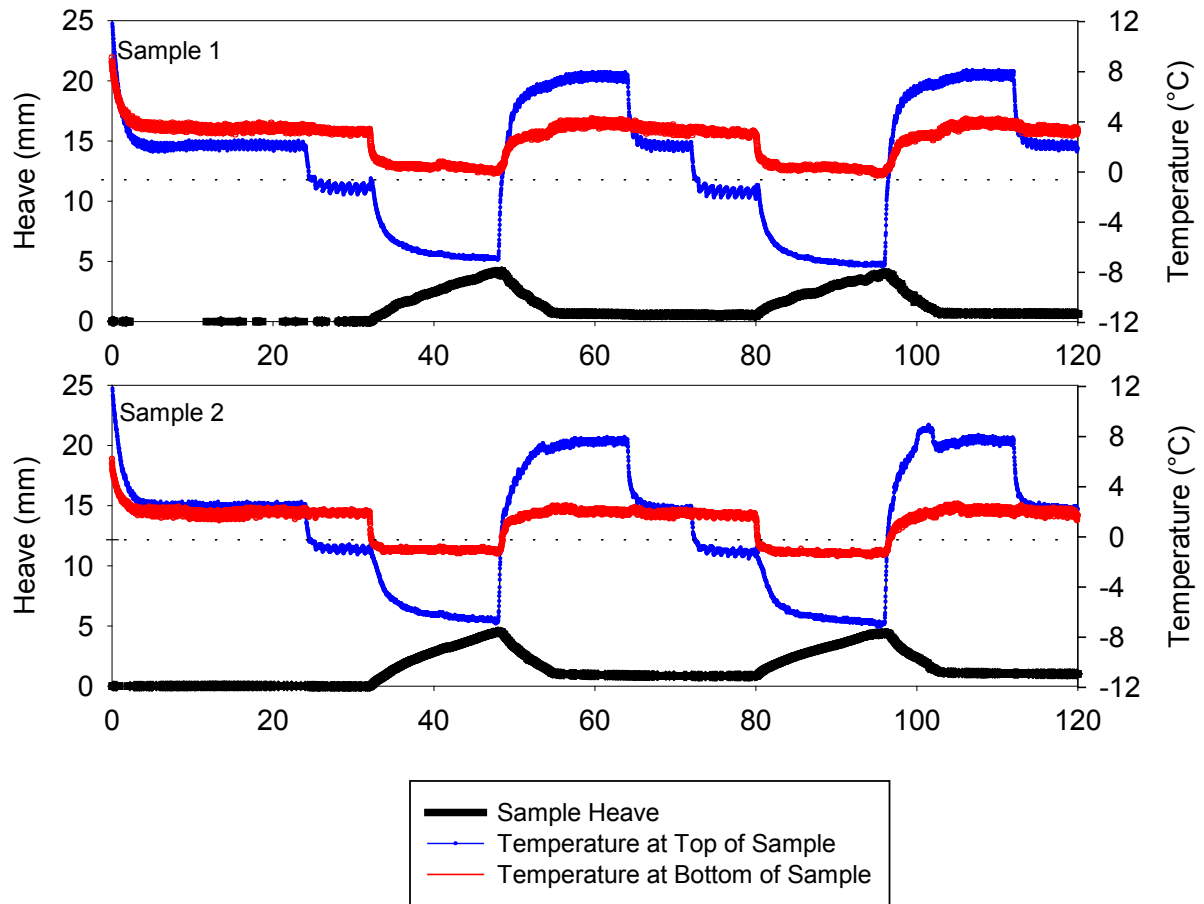 Sample 1
Heave (mm)
25
20
15
10
5
0
Temperature (°C)
12
8
4
0
-4
-8
-12
0 20 40 60 80 100 120
Sample 2
Heave (mm)
25
20
15
10
5
0
Temperature (°C)
12
8
4
0
-4
-8
-12
0 20 40 60 80 100 120
Sample Heave
Temperature at Top of Sample
Temperature at Bottom of Sample